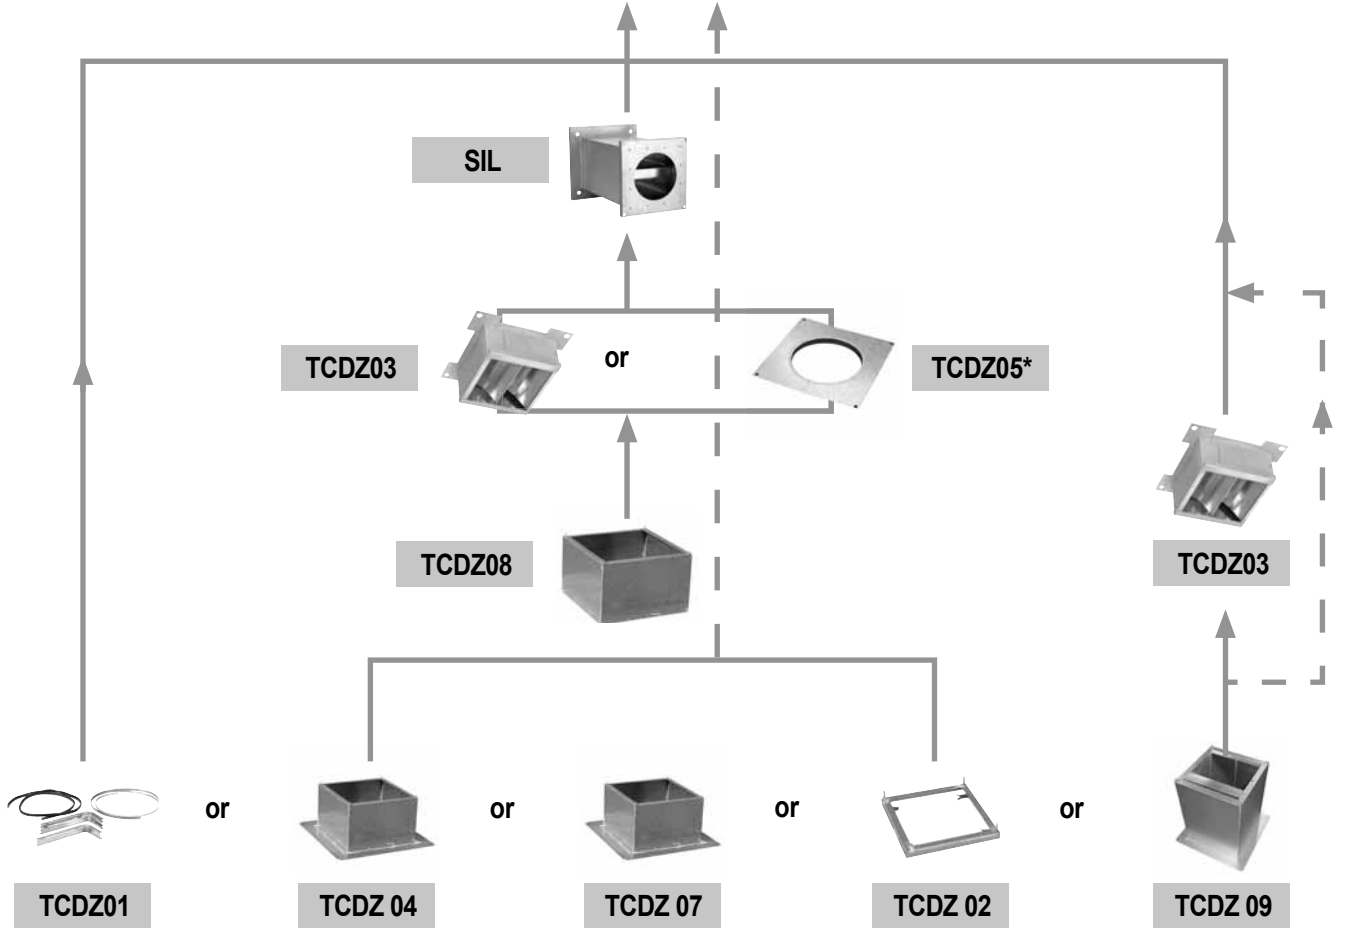 SIL
TCDZ03
or
TCDZ05*
TCDZ08
TCDZ03
or
or
or
or
TCDZ01
TCDZ 04
TCDZ 07
TCDZ 02
TCDZ 09